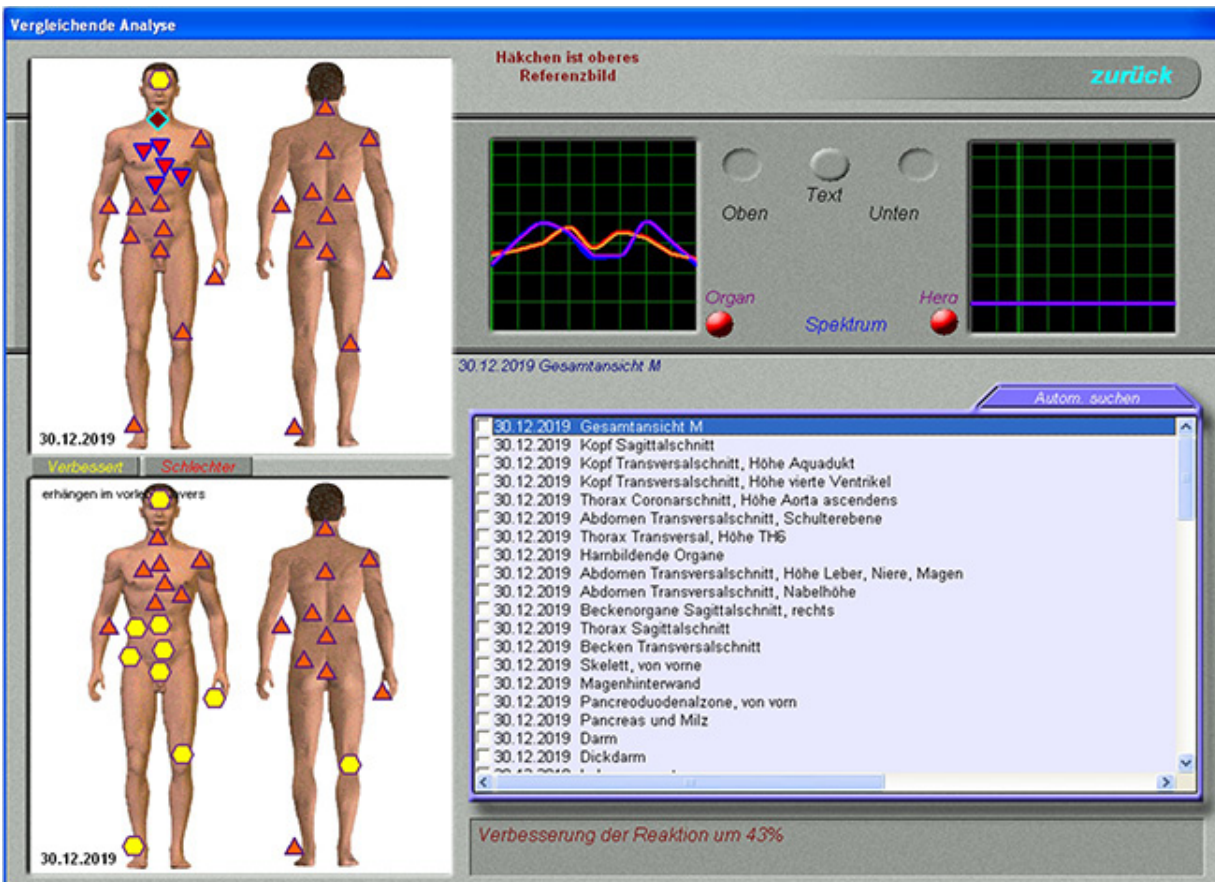 Vergleichende Analyse
Häkchen ist oberes
Referenzbild
zurück
Oben
Text
Unten
Organ
Spektrum
30.12.2019 Gesamtansicht M
Autom. suchen
30.12.2019
Verbessert
Schlechter
erhängen im
30.12.2019
30.12.2019 Gesamtansicht M
30.12.2019 Kopf Sagittalschnitt
30.12.2019 Kopf Transversalschnitt, Höhe Aquadukt
30.12.2019 Kopf Transversalschnitt, Höhe vierte Ventrikel
30.12.2019 Thorax Coronarschnitt, Höhe Aorta ascendens
30.12.2019 Abdomen Transversalschnitt, Schulterebene
30.12.2019 Thorax Transversal, Höhe TH6
30.12.2019 Harnbildende Organe
30.12.2019 Abdomen Transversalschnitt, Höhe Leber, Niere, Magen
30.12.2019 Abdomen Transversalschnitt, Nabelhöhe
30.12.2019 Beckenorgane Sagittalschnitt, rechts
30.12.2019 Thorax Sagittalschnitt
30.12.2019 Becken Transversalschnitt
30.12.2019 Skelett, von vorne
30.12.2019 Magenhinterwand
30.12.2019 Pancreoduodenalzone, von vorn
30.12.2019 Pancreas und Milz
30.12.2019 Darm
30.12.2019 Dickdarm
Verbesserung der Reaktion um 43%